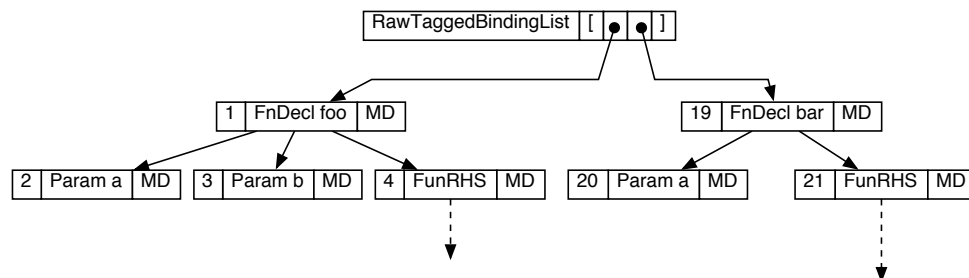 RawTaggedBindingList [ ]
1 FnDecl foo MD 19 FnDecl bar MD
2 Param a MD 3 Param b MD 4 FunRHS MD 20 Param a MD 21 FunRHS MD